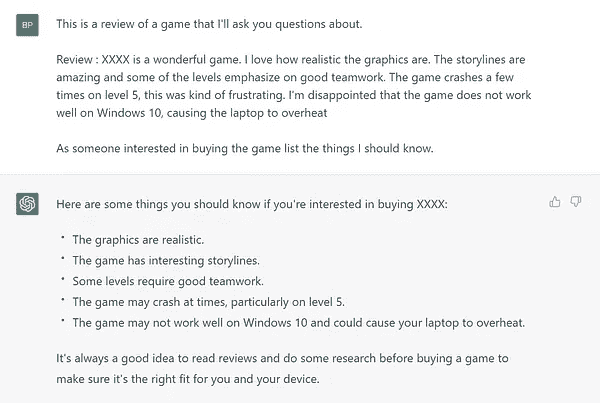 BP
This is a review of a game that I'll ask you questions about.
Review : XXXX is a wonderful game. I love how realistic the graphics are. The storylines are
amazing and some of the levels emphasize on good teamwork. The game crashes a few
times on level 5, this was kind of frustrating. I'm disappointed that the game does not work
well on Windows 10, causing the laptop to overheat
As someone interested in buying the game list the things I should know.
Here are some things you should know if you're interested in buying XXXX:
• The graphics are realistic.
• The game has interesting storylines.
• Some levels require good teamwork.
• The game may crash at times, particularly on level 5.
• The game may not work well on Windows 10 and could cause your laptop to overheat.
It's always a good idea to read reviews and do some research before buying a game to
make sure it's the right fit for you and your device.